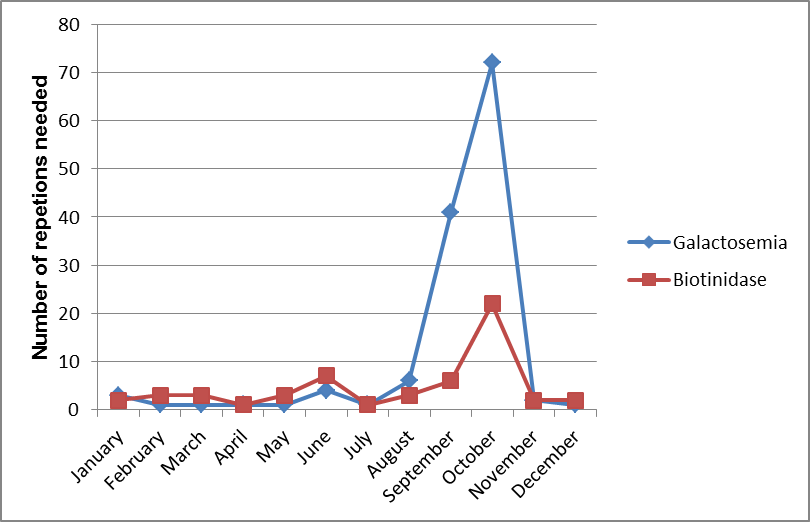 Number of repetions needed
80
70
60
50
40
30
20
10
0
January
February
March
April
May
June
July
August
September
October
November
December
Galactosemia
Biotinidase